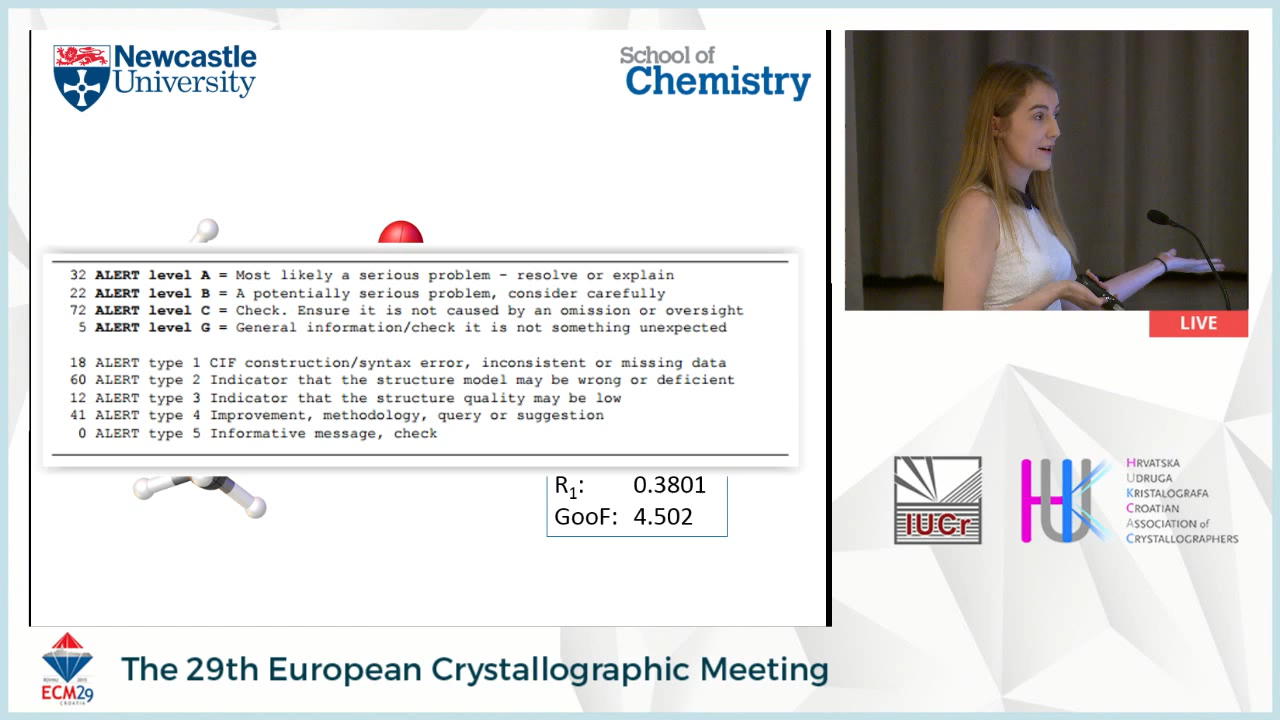 Newcastle
University
School of
Chemistry
32 ALERT level A = Most likely a serious problem - resolve or explain
22 ALERT level B = A potentially serious problem, consider carefully
72 ALERT level C = Check. Ensure it is not caused by an omission or oversight
5 ALERT level G = General information/check it is not something unexpected
18 ALERT type 1 CIF construction/syntax error, inconsistent or missing data
60 ALERT type 2 Indicator that the structure model may be wrong or deficient
12 ALERT type 3 Indicator that the structure quality may be low
41 ALERT type 4 Improvement, methodology, query or suggestion
0 ALERT type 5 Informative message, check
R1: 0.3801
GooF: 4.502
LIVE
IUCr
HUK
HRVATSKA
UDRUGA
KRISTALOGRAFA
CROATIAN
ASSOCIATION of
CRYSTALLOGRAPHERS
ECM29
CROATIA
The 29th European Crystallographic Meeting